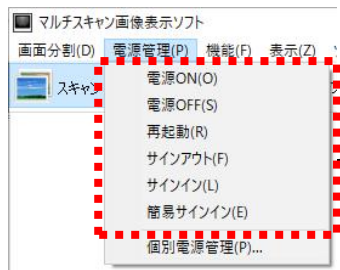 マルチスキャン画像表示ソフト
画面分割(D) 電源管理(P) 機能(F) 表示(Z)
スキャン
電源ON(O)
電源OFF(S)
再起動(R)
サインアウト(F)
サインイン(L)
簡易サインイン(E)
個別電源管理(P)...